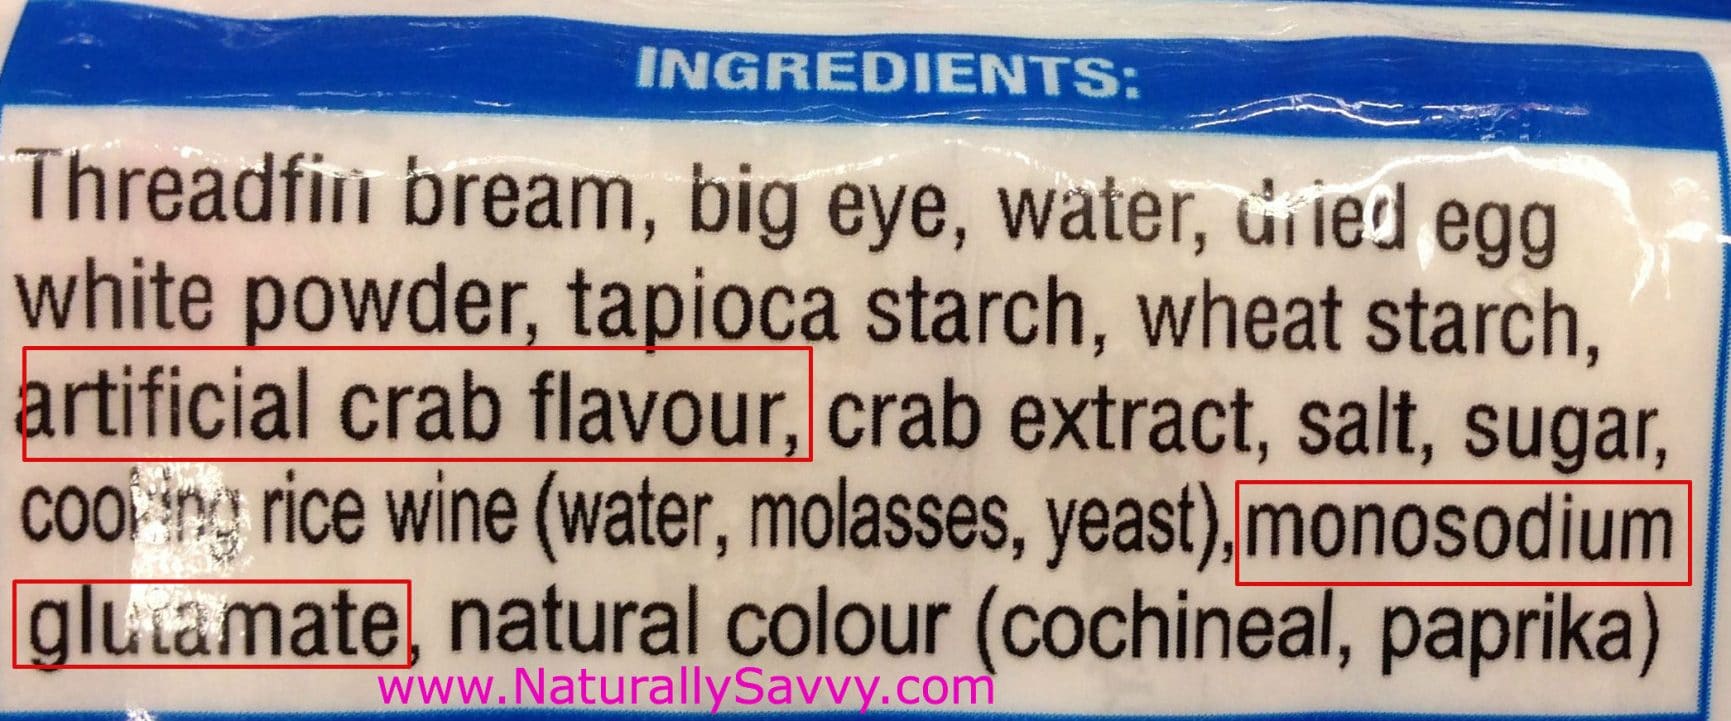 INGREDIENTS:
Threadfin bream, big eye, water, dried egg
white powder, tapioca starch, wheat starch,
artificial crab flavour, crab extract, salt, sugar,
cooking rice wine (water, molasses, yeast), monosodium
glutamate, natural colour (cochineal, paprika)
www.NaturallySavvy.com